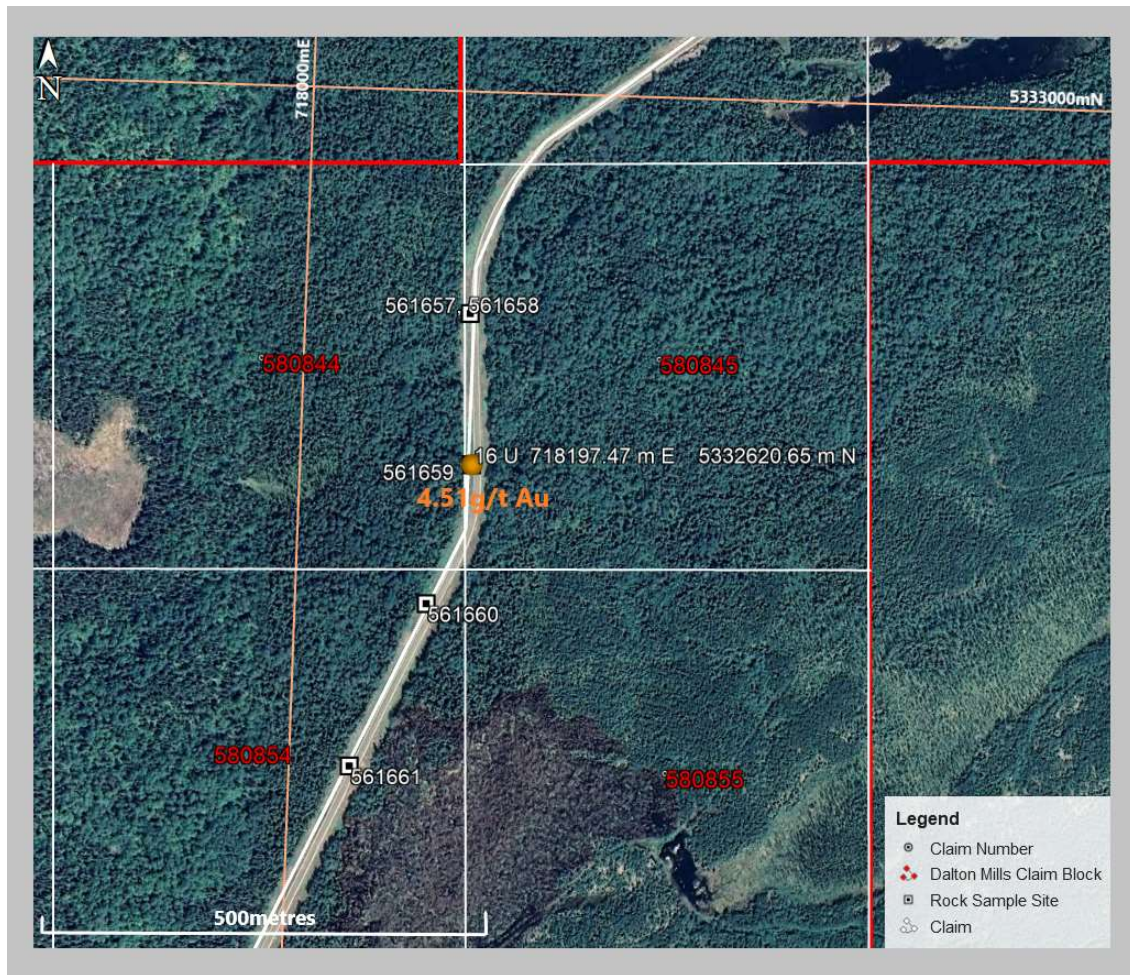 N
718000mE
5333000mN
561657, 561658
580844
580845
16 U 718197.47 m E 5332620.65 m N
561659
4.51g/t Au
561660
580854
561661
580855
500metres
Legend
Claim Number
Dalton Mills Claim Block
Rock Sample Site
Claim